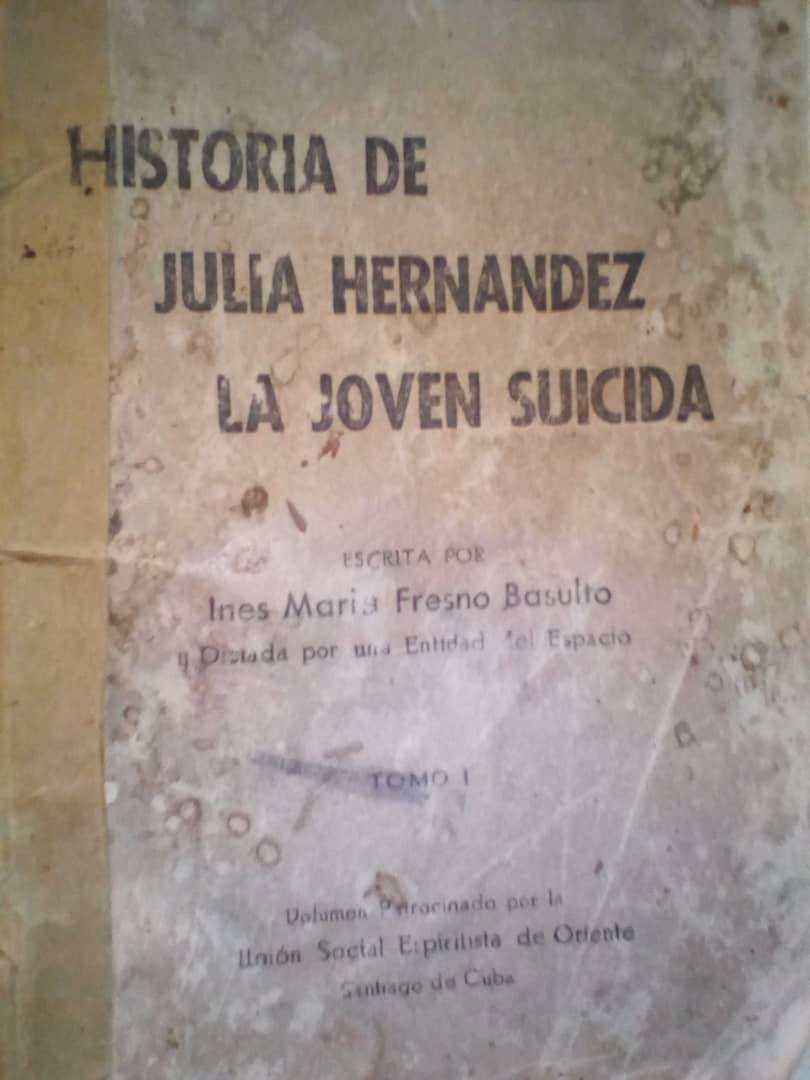 HISTORIA DE
JULIA HERNANDEZ
LA JOVEN SUICIDA
ESCRITA POR
Ines Maria Fresno Basulto
y Dictada por una Entidad del Espacio
TOMO I
Volumen Patrocinado por la
Unión Social Espiritista de Oriente
Santiago de Cuba